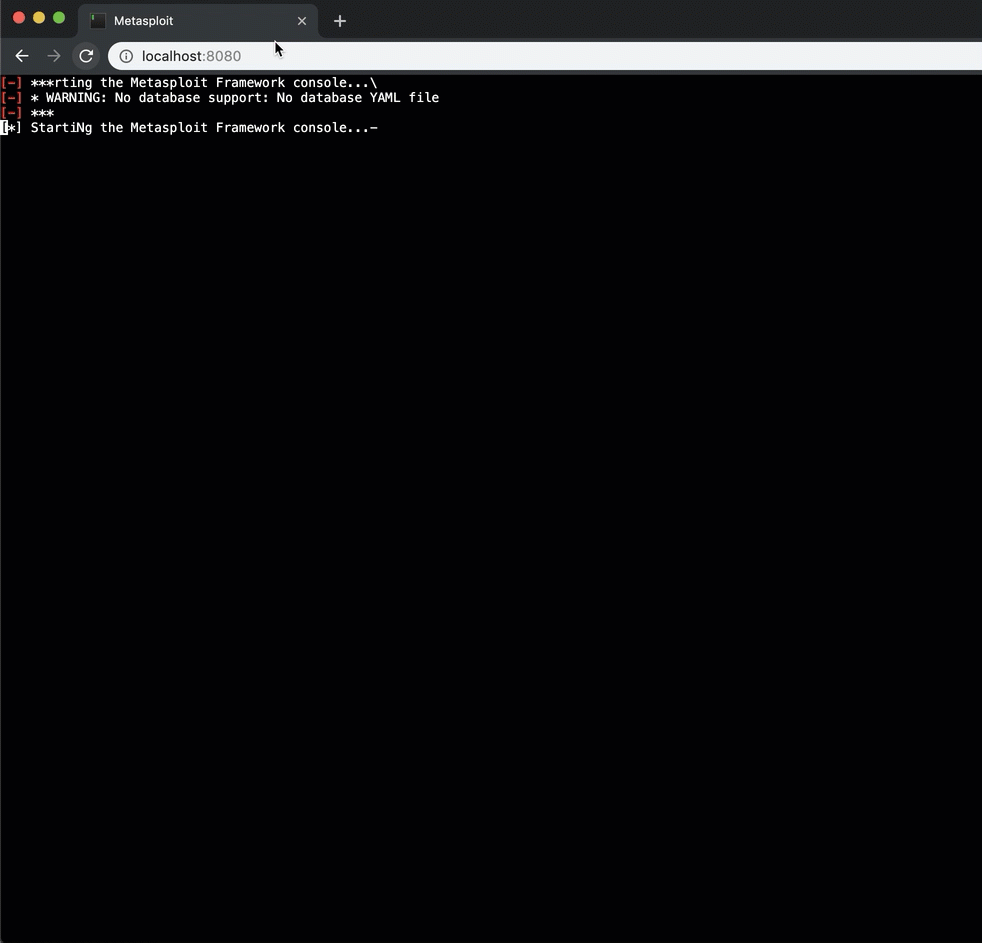 Metasploit
localhost:8080
[-] ***rting the Metasploit Framework console...\
[-] * WARNING: No database support: No database YAML file
[-] ***
[*] StartiNg the Metasploit Framework console...-